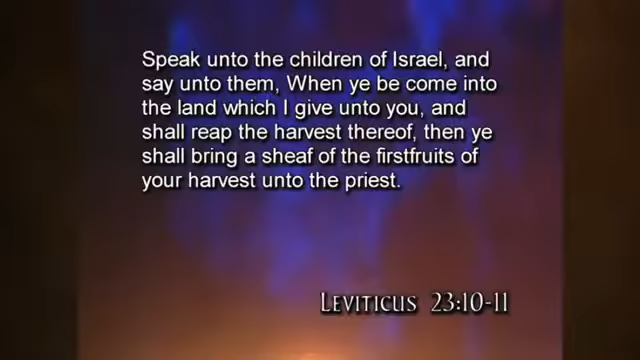 Speak unto the children of Israel, and
say unto them, When ye be come into
the land which I give unto you, and
shall reap the harvest thereof, then ye
shall bring a sheaf of the firstfruits of
your harvest unto the priest.
Leviticus 23:10-11